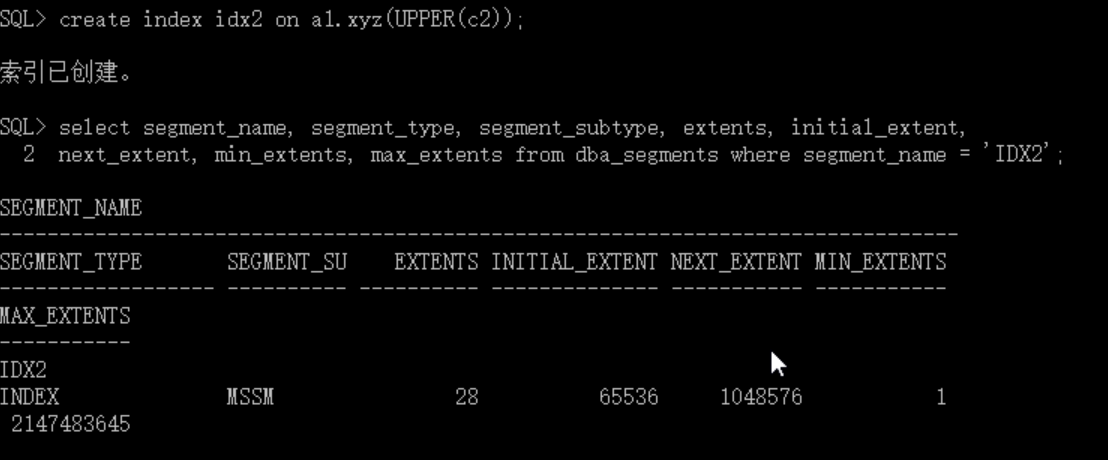 SQL> create index idx2 on a1.xyz(UPPER(c2));
索引已创建。
SQL> select segment_name, segment_type, segment_subtype, extents, initial_extent,
  2  next_extent, min_extents, max_extents from dba_segments where segment_name = 'IDX2';
SEGMENT_NAME
--------------------------------------------------------------------------------
SEGMENT_TYPE       SEGMENT_SU    EXTENTS INITIAL_EXTENT NEXT_EXTENT MIN_EXTENTS
------------------ ---------- ---------- -------------- ----------- -----------
MAX_EXTENTS
-----------
IDX2
INDEX              MSSM               28          65536     1048576           1
 2147483645